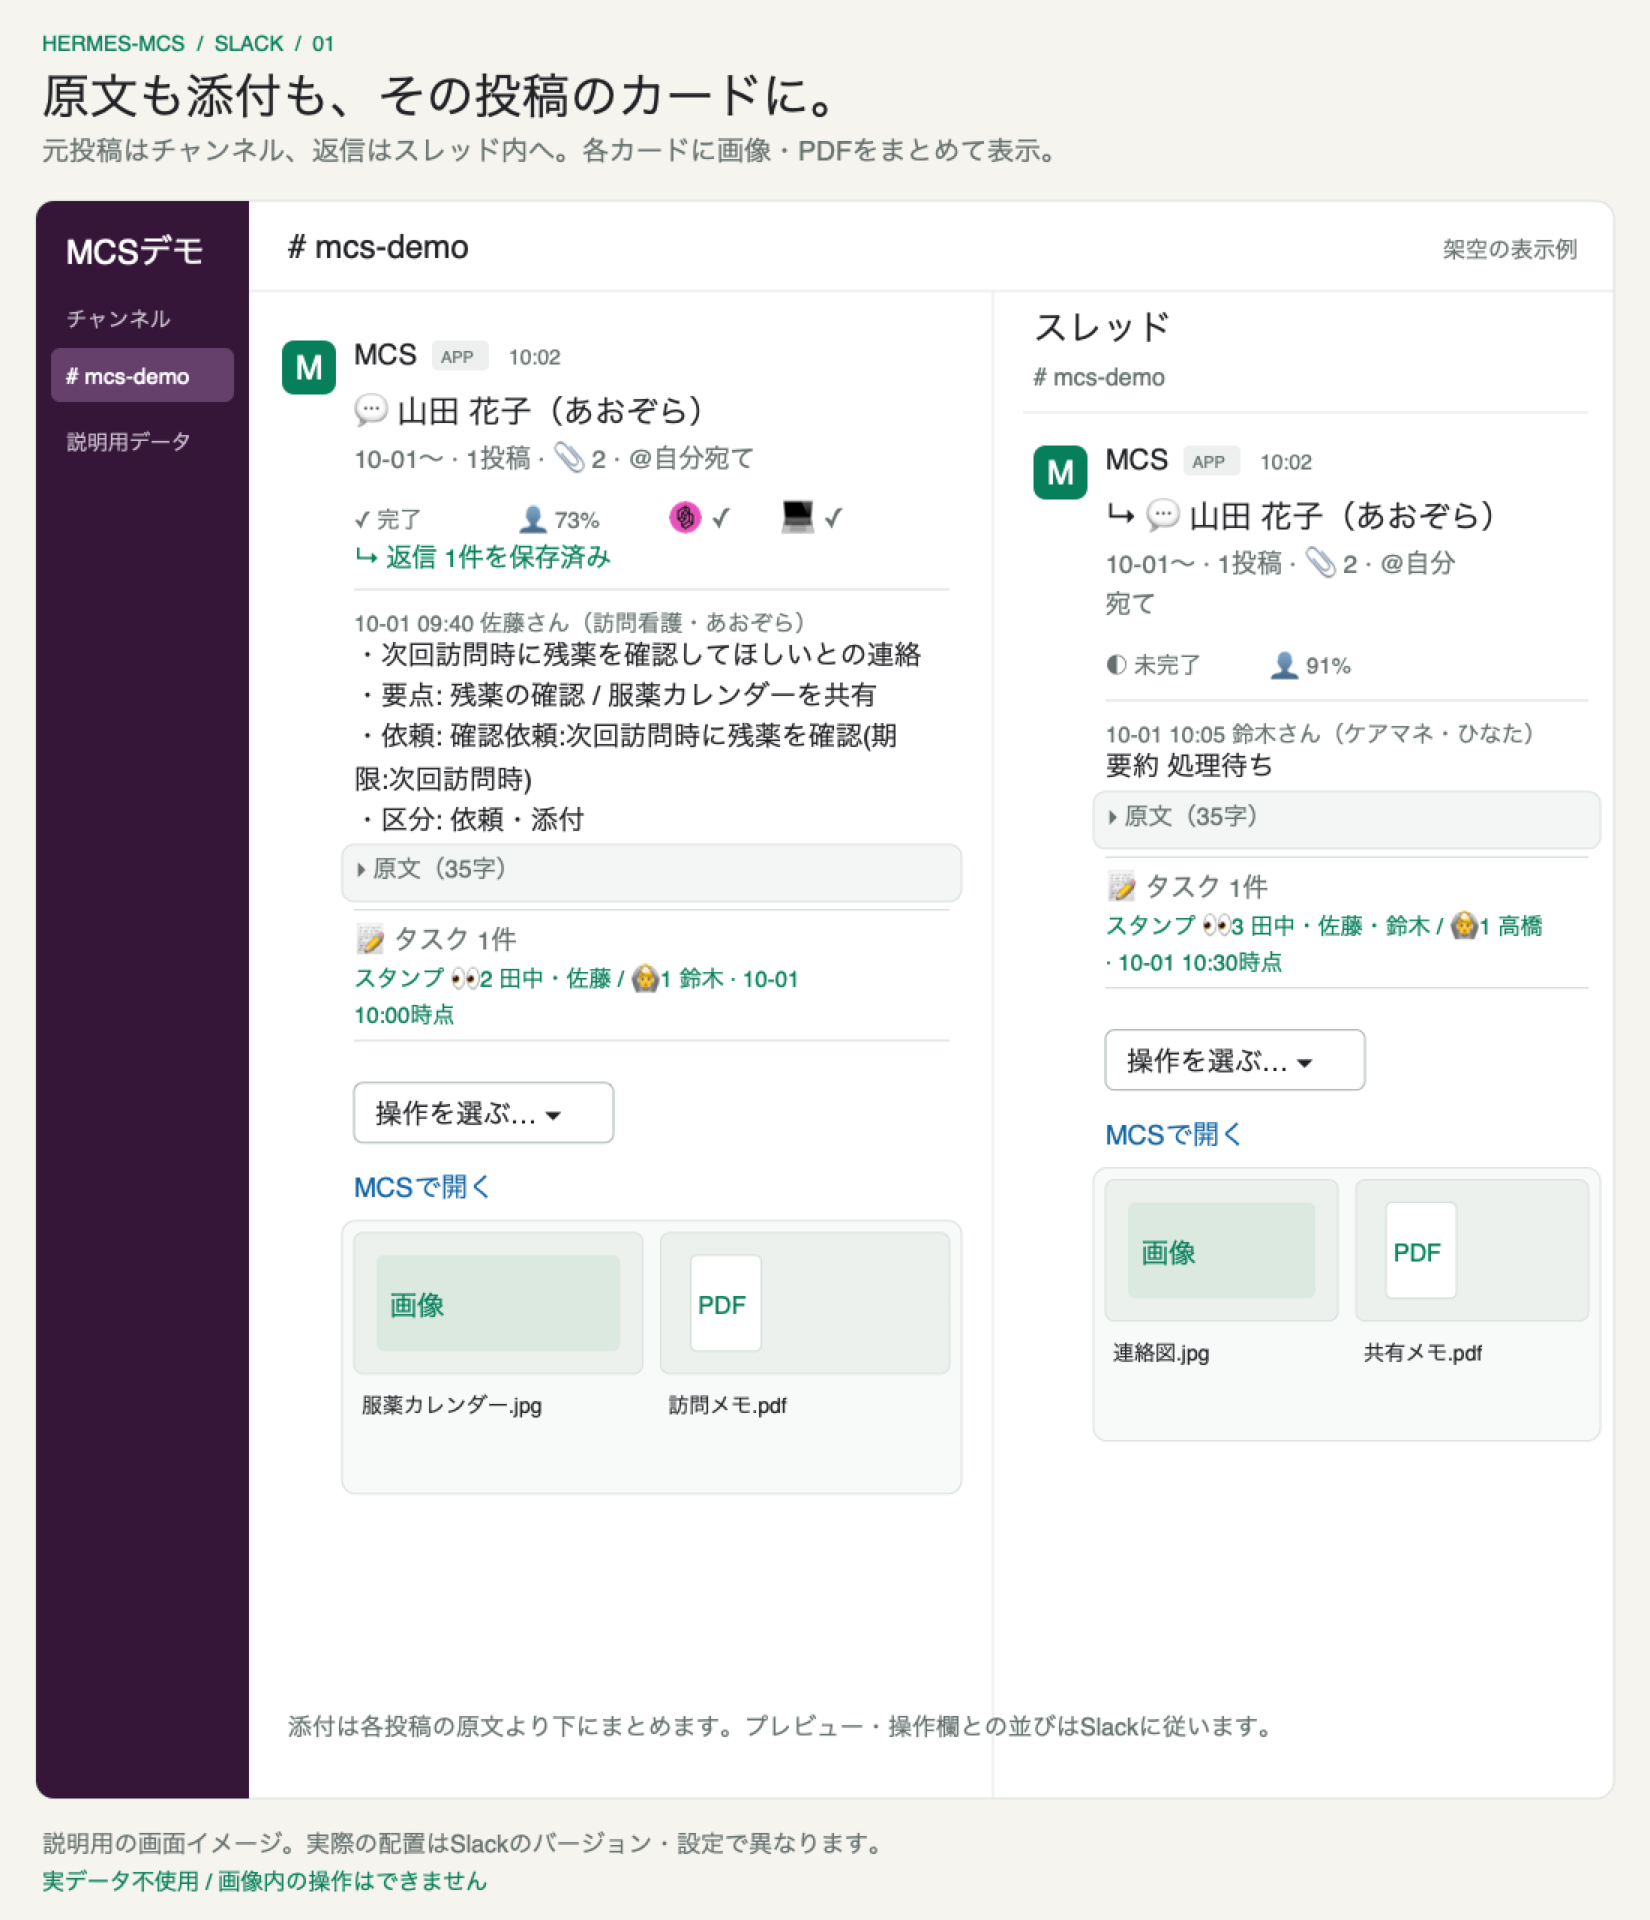 HERMES-MCS / SLACK / 01
原文も添付も、その投稿のカードに。
元投稿はチャンネル、返信はスレッド内へ。各カードに画像・PDFをまとめて表示。
MCSデモ
チャンネル
# mcs-demo
説明用データ
# mcs-demo
架空の表示例
M
MCS APP 10:02
山田 花子（あおぞら）
10-01〜 · 1投稿 · 📎 2 · @自分宛て
✓ 完了 👤 73% ✓ 💻 ✓
↳ 返信 1件を保存済み
10-01 09:40 佐藤さん（訪問看護・あおぞら）
・次回訪問時に残薬を確認してほしいとの連絡
・要点: 残薬の確認 / 服薬カレンダーを共有
・依頼: 確認依頼:次回訪問時に残薬を確認(期
限:次回訪問時)
・区分: 依頼・添付
原文（35字）
📝 タスク 1件
スタンプ 👀2 田中・佐藤 / 🙆1 鈴木 · 10-01
10:00時点
操作を選ぶ...
MCSで開く
画像
PDF
服薬カレンダー.jpg
訪問メモ.pdf
スレッド
# mcs-demo
M
MCS APP 10:02
↳ 💬 山田 花子（あおぞら）
10-01〜 · 1投稿 · 📎 2 · @自分
宛て
◐ 未完了 👤 91%
10-01 10:05 鈴木さん（ケアマネ・ひなた）
要約 処理待ち
原文（35字）
📝 タスク 1件
スタンプ 👀3 田中・佐藤・鈴木 / 🙆1 高橋
· 10-01 10:30時点
操作を選ぶ...
MCSで開く
画像
PDF
連絡図.jpg
共有メモ.pdf
添付は各投稿の原文より下にまとめます。プレビュー・操作欄との並びはSlackに従います。
説明用の画面イメージ。実際の配置はSlackのバージョン・設定で異なります。
実データ不使用 / 画像内の操作はできません